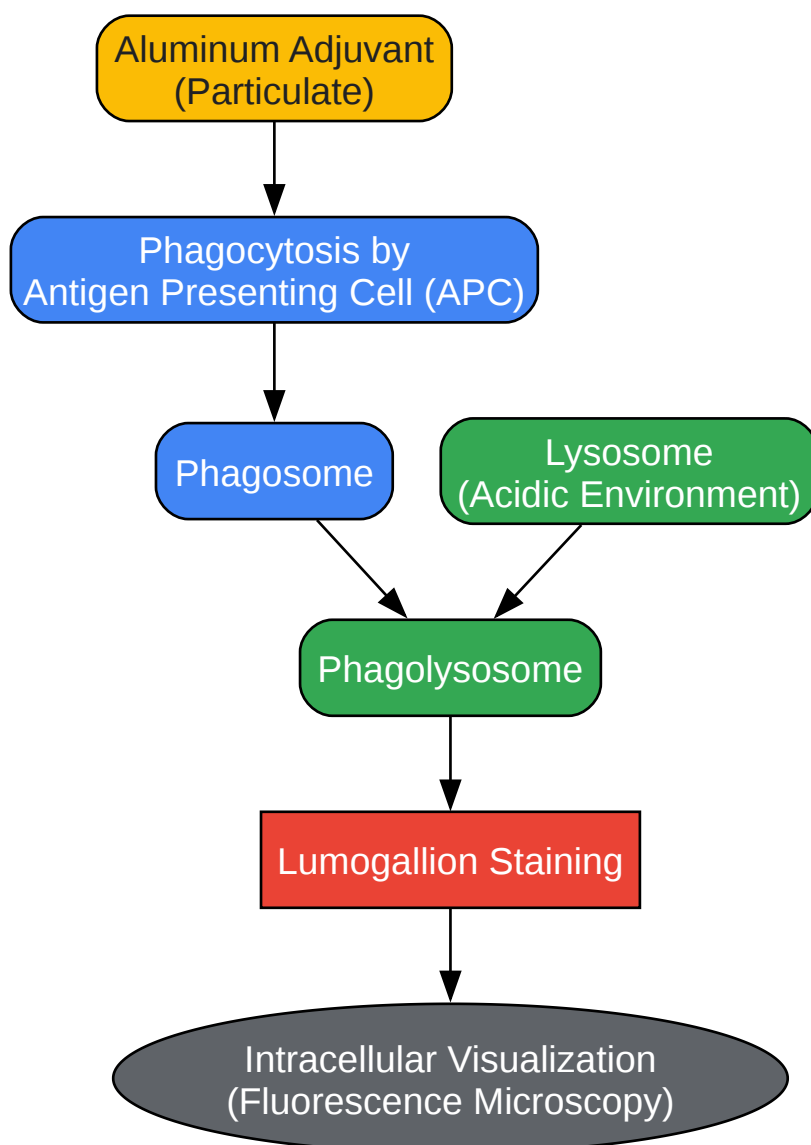 Aluminum Adjuvant
(Particulate)
Phagocytosis by
Antigen Presenting Cell (APC)
Phagosome
Lysosome
(Acidic Environment)
Phagolysosome
Lumogallion Staining
Intracellular Visualization
(Fluorescence Microscopy)